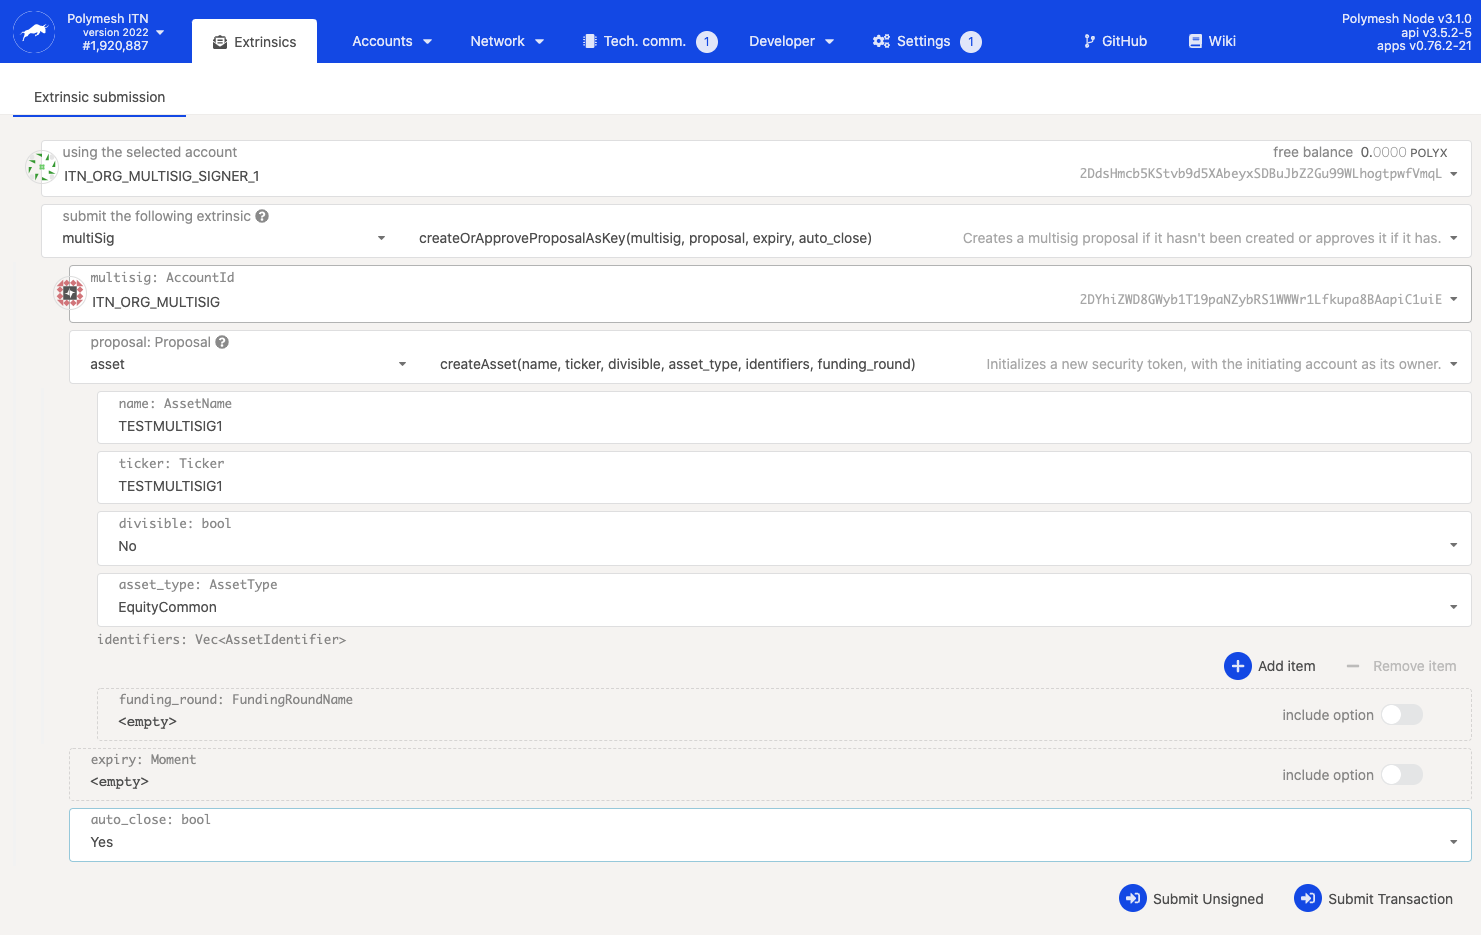 Polymesh ITN
version 2022
#1,920,887
Extrinsics
Accounts
Network
Tech. comm. 1
Developer
Settings 1
GitHub
Wiki
Polymesh Node v3.1.0
api v3.5.2-5
apps v0.76.2-21
Extrinsic submission
using the selected account
free balance 0.0000 POLYX
ITN_ORG_MULTISIG_SIGNER_1
2DdsHmcb5KStvb9d5XAbeyxSDBuJbZ2Gu99WLhogtpwfVmqL
submit the following extrinsic
multiSig
createOrApproveProposalAsKey(multisig, proposal, expiry, auto_close)
Creates a multisig proposal if it hasn't been created or approves it if it has.
multisig: AccountId
ITN_ORG_MULTISIG
2DYhiZWD8GWyb1T19paNZybRS1WWWr1Lfkupa8BAapiC1uiE
proposal: Proposal
asset
createAsset(name, ticker, divisible, asset_type, identifiers, funding_round)
Initializes a new security token, with the initiating account as its owner.
name: AssetName
TESTMULTISIG1
ticker: Ticker
TESTMULTISIG1
divisible: bool
No
asset_type: AssetType
EquityCommon
identifiers: Vec<AssetIdentifier>
Add item
Remove item
funding_round: FundingRoundName
<empty>
include option
expiry: Moment
<empty>
include option
auto_close: bool
Yes
Submit Unsigned
Submit Transaction